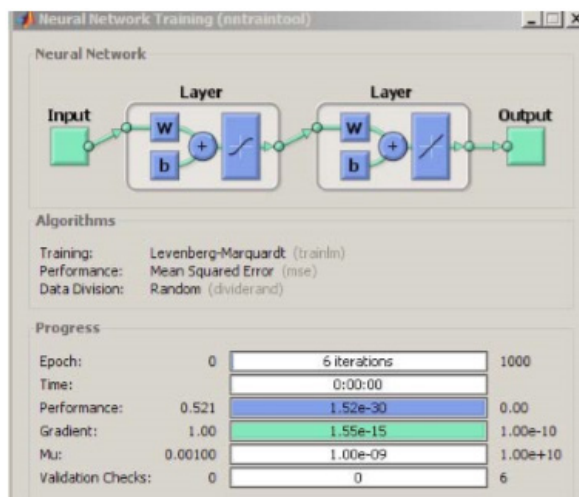 Neural Network Training (nntraintool)
Neural Network
Layer Layer
Input Output
W W
+ +
b b
Algorithms
Training: Levenberg-Marquardt (trainlm)
Performance: Mean Squared Error (mse)
Data Division: Random (dividerand)
Progress
Epoch: 0 6 iterations 1000
Time: 0:00:00
Performance: 0.521 1.52e-30 0.00
Gradient: 1.00 1.55e-15 1.00e-10
Mu: 0.00100 1.00e-09 1.00e+10
Validation Checks: 0 0 6